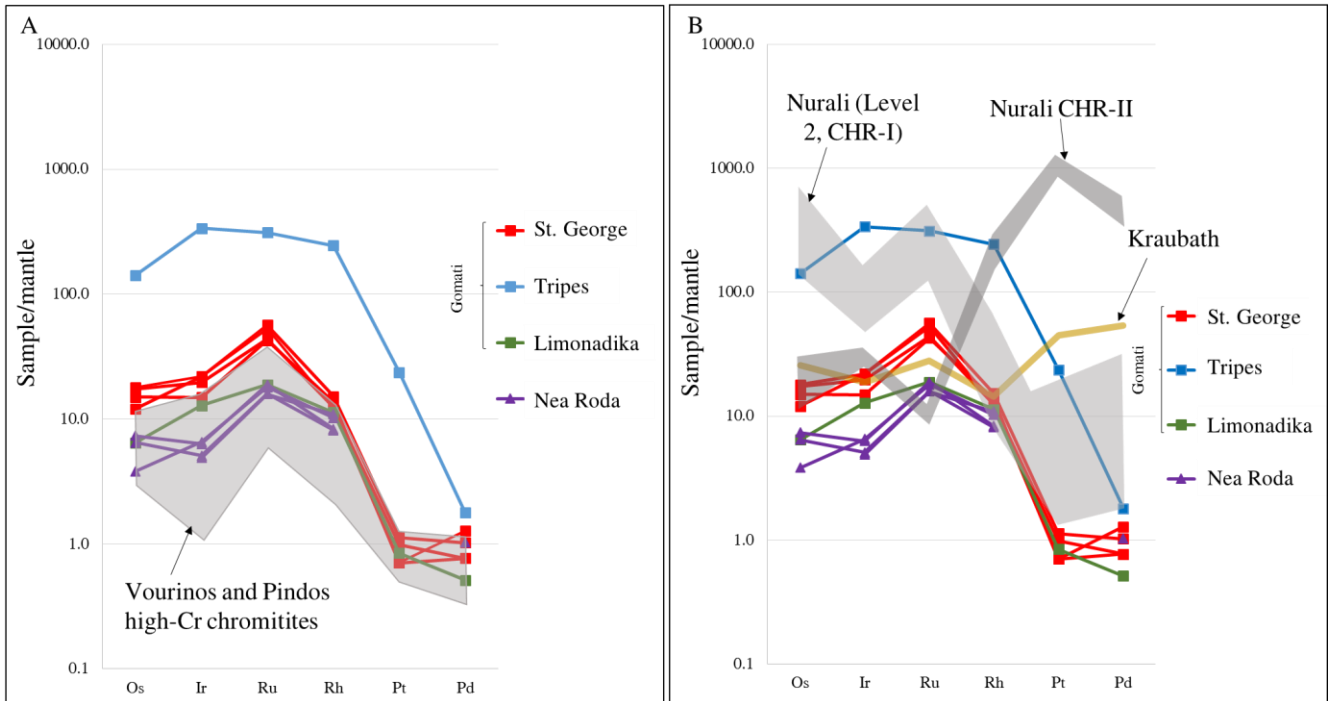 A
10000.0
1000.0
100.0
10.0
1.0
0.1
Sample/mantle
Os
Ir
Ru
Rh
Pt
Pd
Gomati
St. George
Tripes
Limonadika
Nea Roda
Vourinos and Pindos
high-Cr chromitites
B
10000.0
1000.0
100.0
10.0
1.0
0.1
Sample/mantle
Os
Ir
Ru
Rh
Pt
Pd
Nurali (Level
2, CHR-I)
Nurali CHR-II
Kraubath
Gomati
St. George
Tripes
Limonadika
Nea Roda